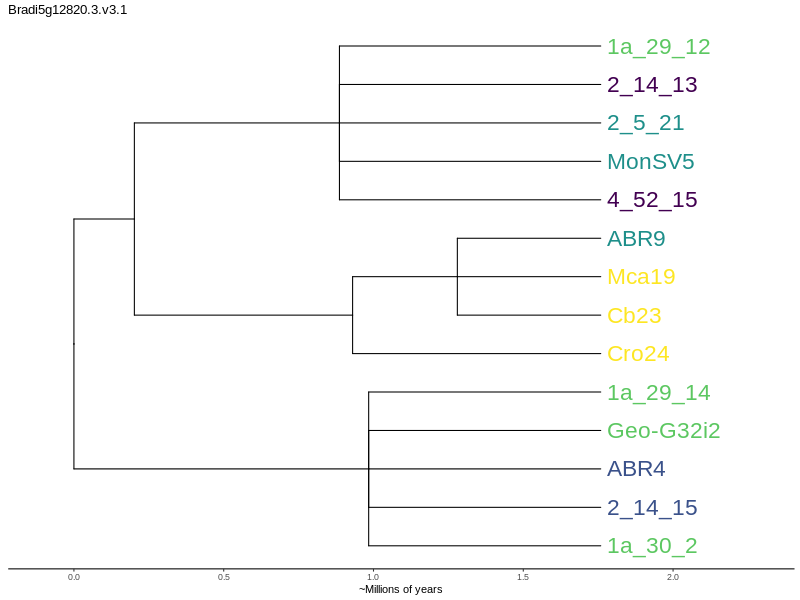 Bradi5g12820.3.v3.1
1a_29_12
2_14_13
2_5_21
MonSV5
4_52_15
ABR9
Mca19
Cb23
Cro24
1a_29_14
Geo-G32i2
ABR4
2_14_15
1a_30_2
0.0 0.5 1.0 1.5 2.0
~Millions of years